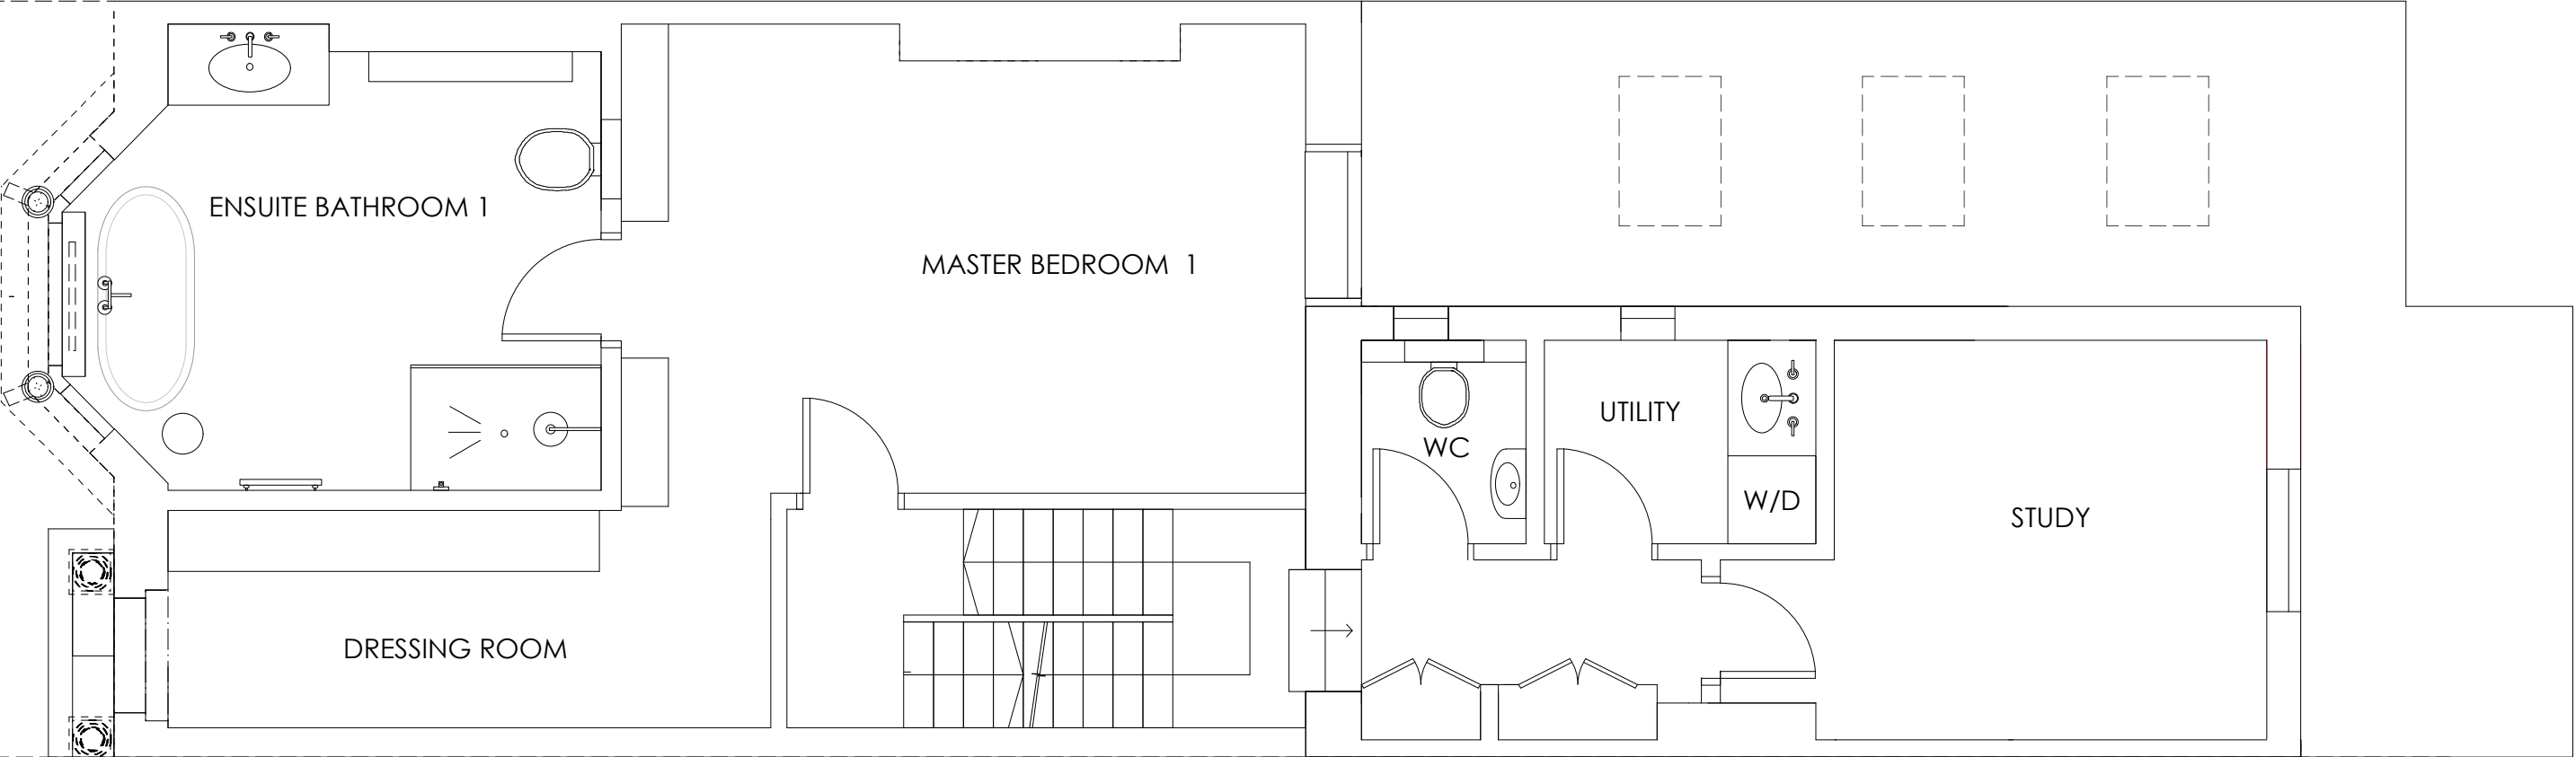 ENSUITE BATHROOM 1
MASTER BEDROOM 1
UTILITY
WC
W/D
STUDY
DRESSING ROOM